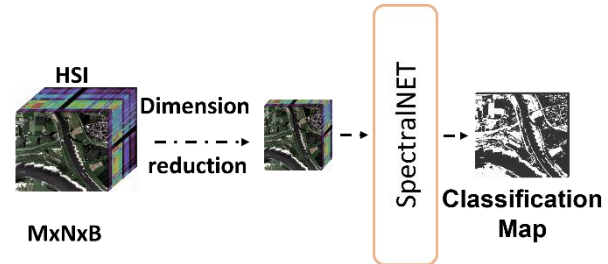 HSI
Dimension
reduction
MxNxB
SpectralNET
Classification
Map